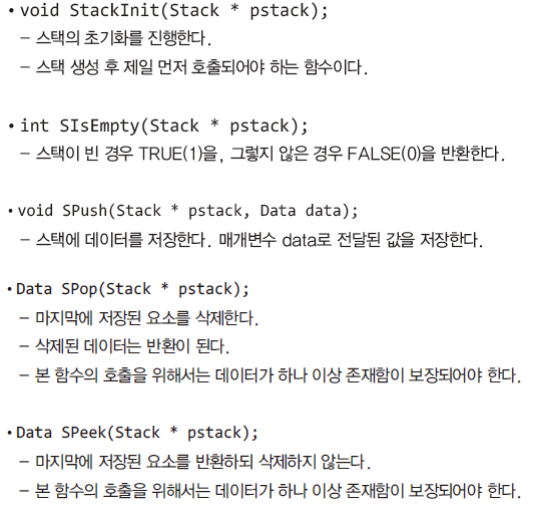 • void StackInit(Stack * pstack);
– 스택의 초기화를 진행한다.
– 스택 생성 후 제일 먼저 호출되어야 하는 함수이다.
• int SIsEmpty(Stack * pstack);
– 스택이 빈 경우 TRUE(1)을, 그렇지 않은 경우 FALSE(0)을 반환한다.
• void SPush(Stack * pstack, Data data);
– 스택에 데이터를 저장한다. 매개변수 data로 전달된 값을 저장한다.
• Data SPop(Stack * pstack);
– 마지막에 저장된 요소를 삭제한다.
– 삭제된 데이터는 반환이 된다.
– 본 함수의 호출을 위해서는 데이터가 하나 이상 존재함이 보장되어야 한다.
• Data SPeek(Stack * pstack);
– 마지막에 저장된 요소를 반환하되 삭제하지 않는다.
– 본 함수의 호출을 위해서는 데이터가 하나 이상 존재함이 보장되어야 한다.